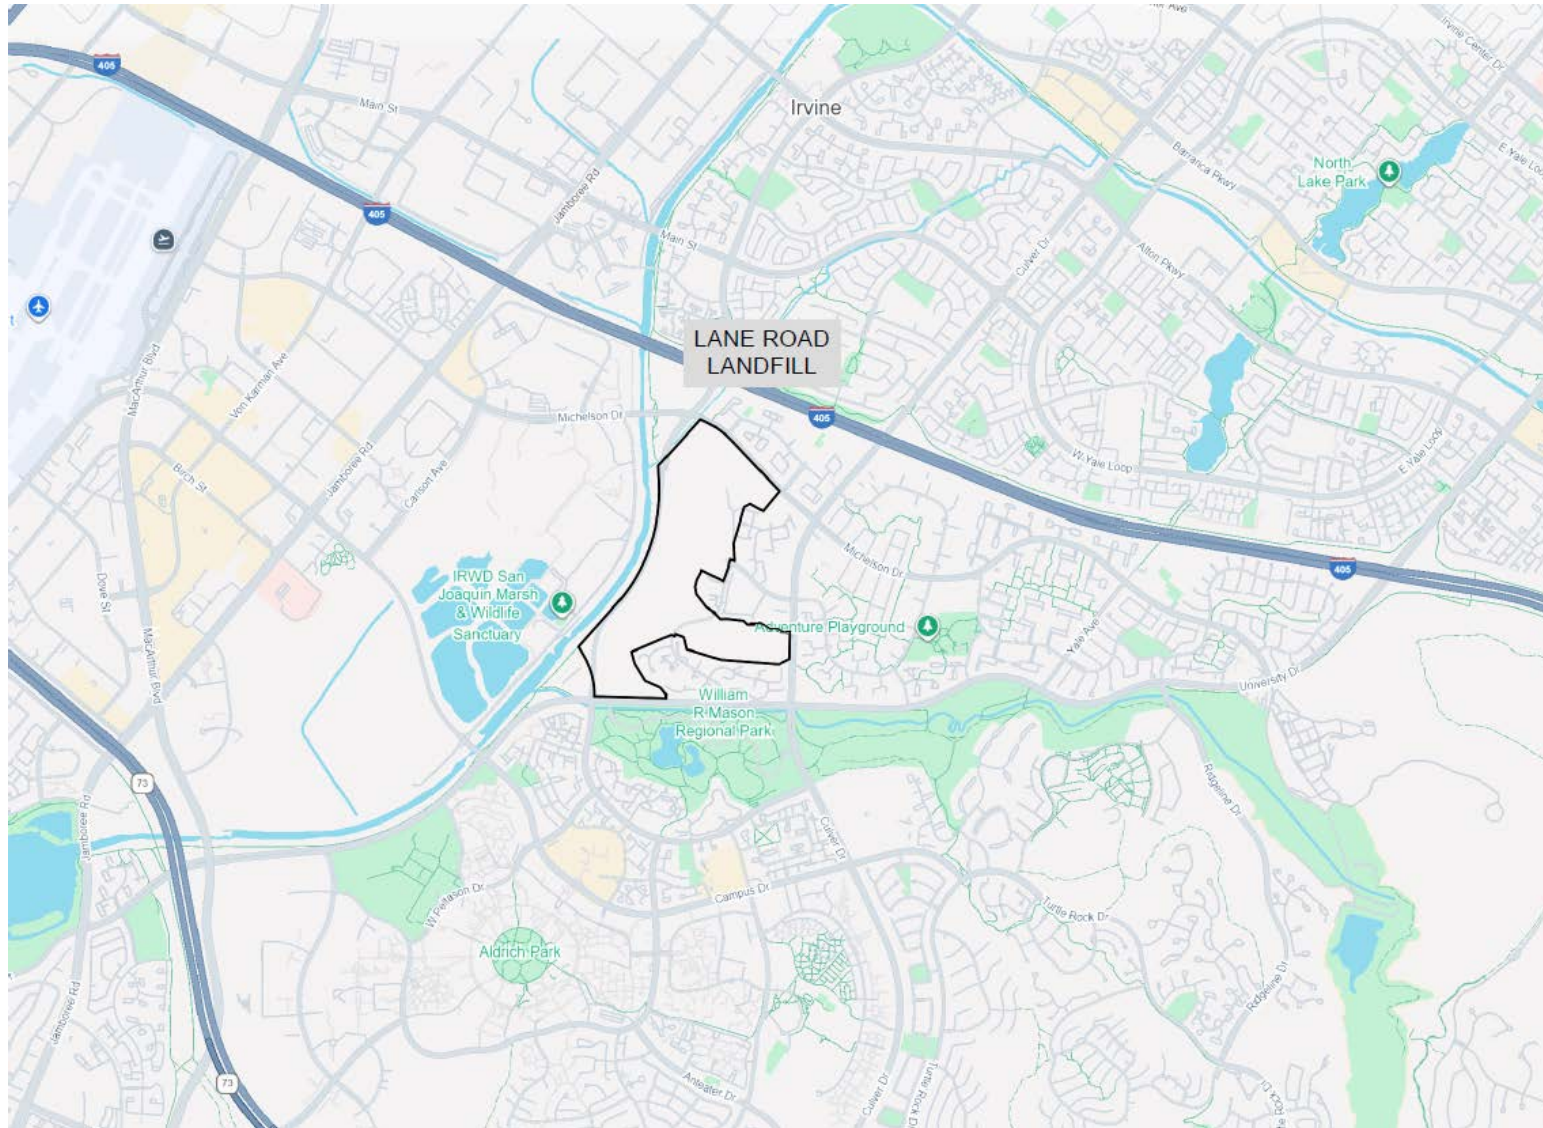 405
Main St
Irvine
Irvine Center Dr
Barranca Pkwy
E Yale Loop
North
Lake Park
Jamboree Rd
405
Main St
Culver Dr
Alton Pkwy
MacArthur Blvd
Von Karman Ave
LANE ROAD
LANDFILL
Michelson Dr
405
W Yale Loop
E Yale Loop
Birch St
Jamboree Rd
Carlson Ave
Michelson Dr
405
Dove St
IRWD San
Joaquin Marsh
& Wildlife
Sanctuary
Adventure Playground
Yale Ave
University Dr
MacArthur Blvd
William
R Mason
Regional Park
73
Ridgeline Dr
Jamboree Rd
Culver Dr
W Peltason Dr
Campus Dr
Turtle Rock Dr
Aldrich Park
Ridgeline Dr
Jamboree Rd
73
Anteater Dr
Culver Dr
Turtle Rock Dr